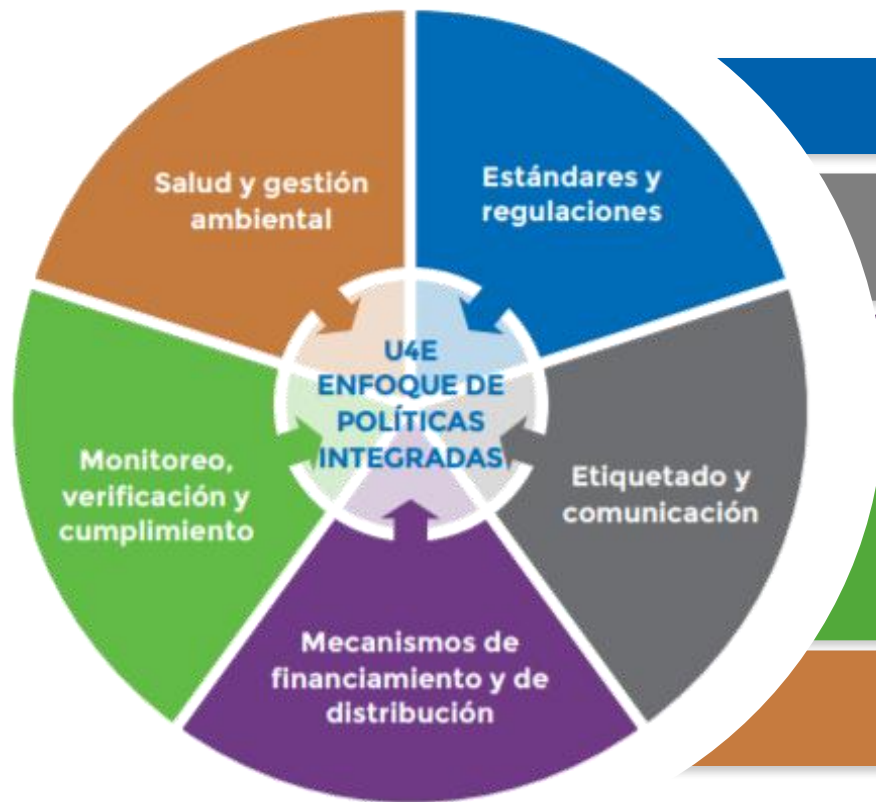 Salud y gestión
ambiental
Estándares y
regulaciones
U4E
ENFOQUE DE
POLÍTICAS
INTEGRADAS
Monitoreo,
verificación y
cumplimiento
Etiquetado y
comunicación
Mecanismos de
financiamiento y de
distribución